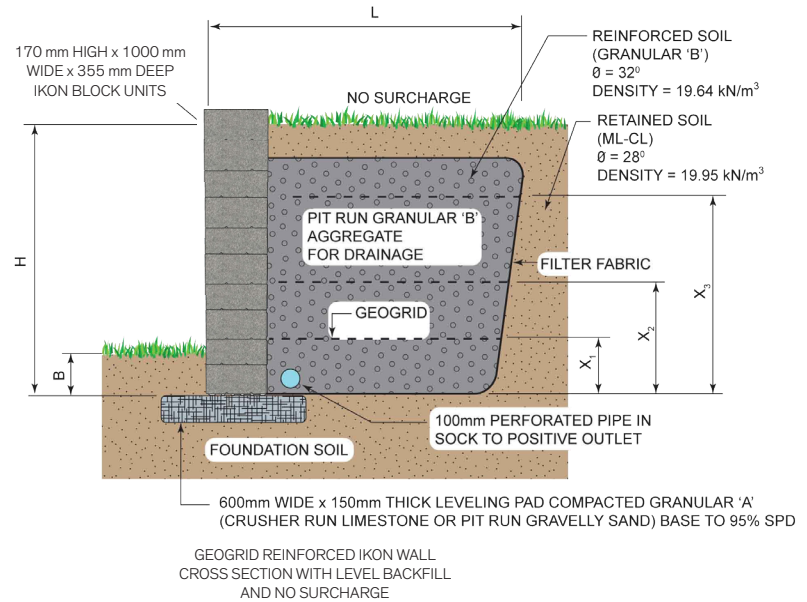 L
170 mm HIGH x 1000 mm
WIDE x 355 mm DEEP
IKON BLOCK UNITS
NO SURCHARGE
REINFORCED SOIL
(GRANULAR ‘B’)
Ø = 32⁰
DENSITY = 19.64 kN/m³
RETAINED SOIL
(ML-CL)
Ø = 28⁰
DENSITY = 19.95 kN/m³
PIT RUN GRANULAR ‘B’
AGGREGATE
FOR DRAINAGE
FILTER FABRIC
GEOGRID
H
B
X₁
X₂
X₃
100mm PERFORATED PIPE IN
SOCK TO POSITIVE OUTLET
FOUNDATION SOIL
600mm WIDE x 150mm THICK LEVELING PAD COMPACTED GRANULAR ‘A’
(CRUSHER RUN LIMESTONE OR PIT RUN GRAVELLY SAND) BASE TO 95% SPD
GEOGRID REINFORCED IKON WALL
CROSS SECTION WITH LEVEL BACKFILL
AND NO SURCHARGE